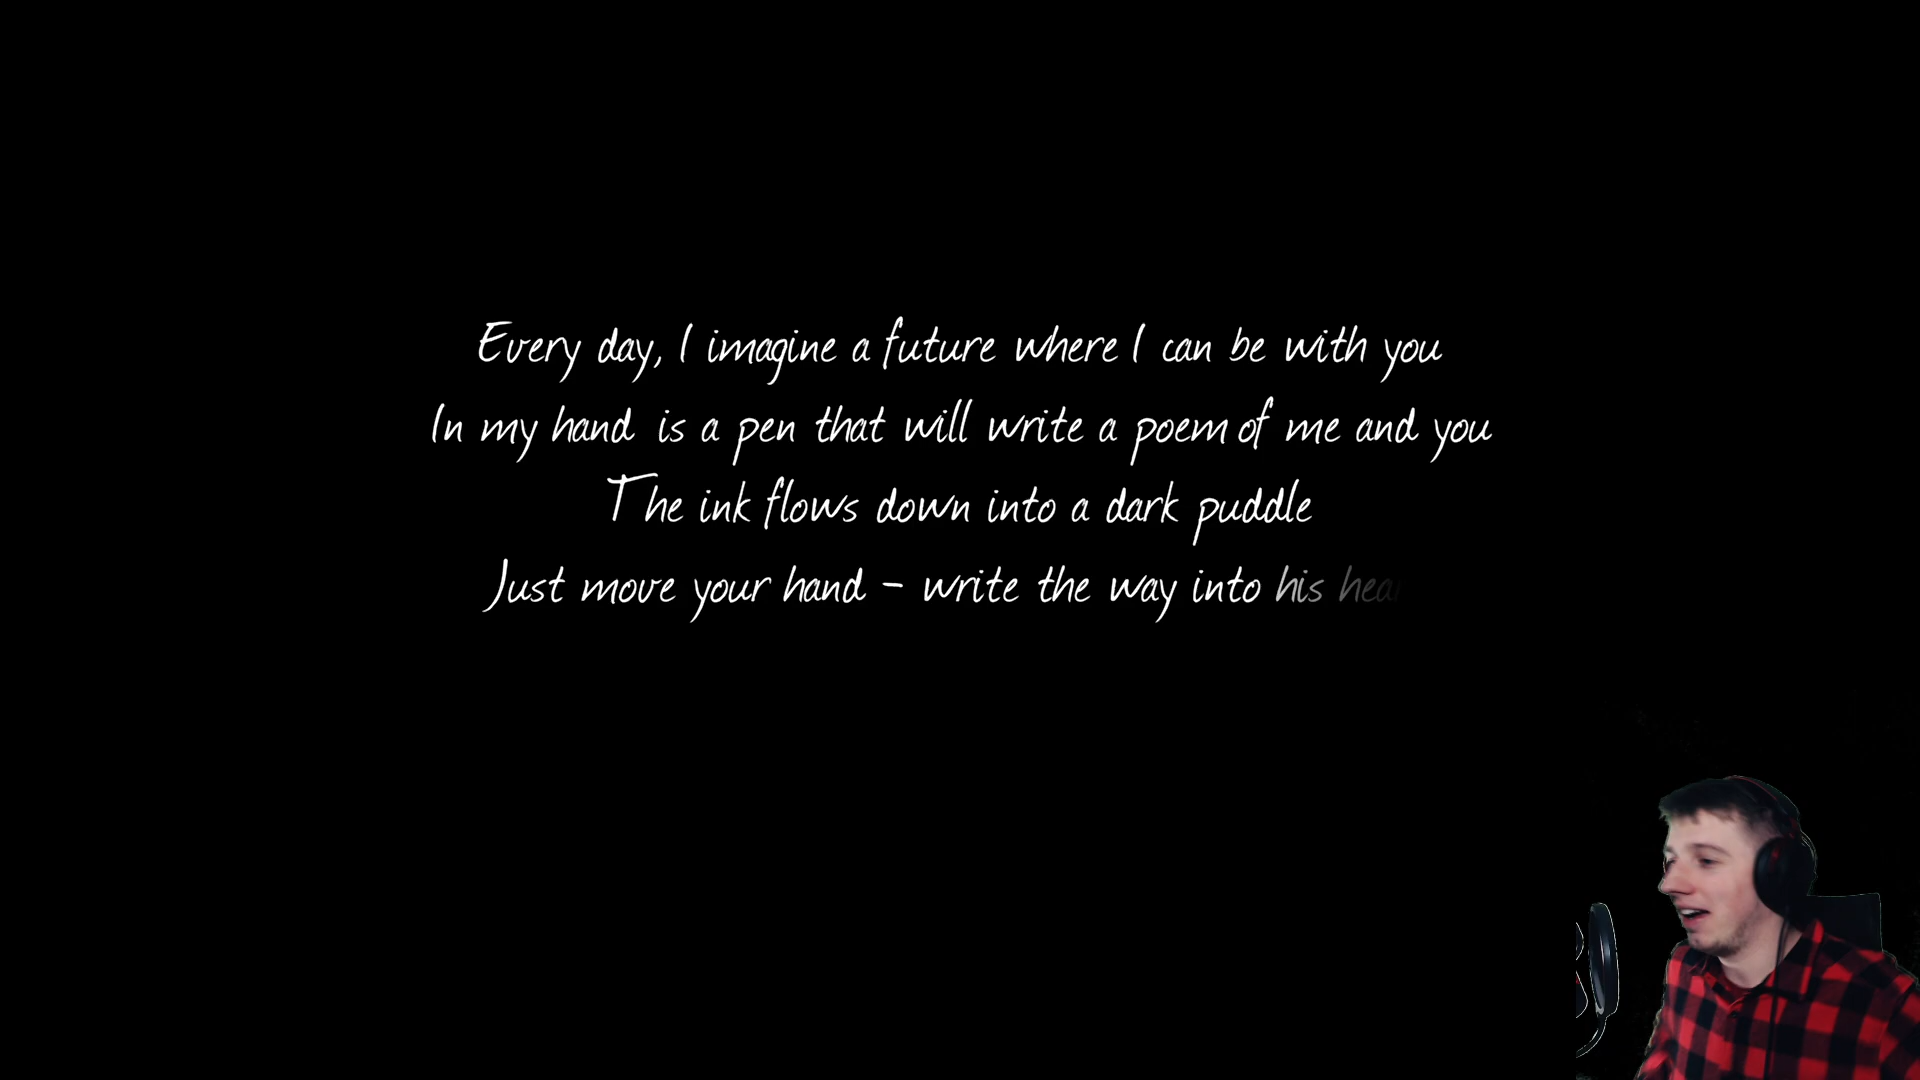 Every day, I imagine a future where I can be with you
In my hand is a pen that will write a poem of me and you
The ink flows down into a dark puddle
Just move your hand - write the way into his